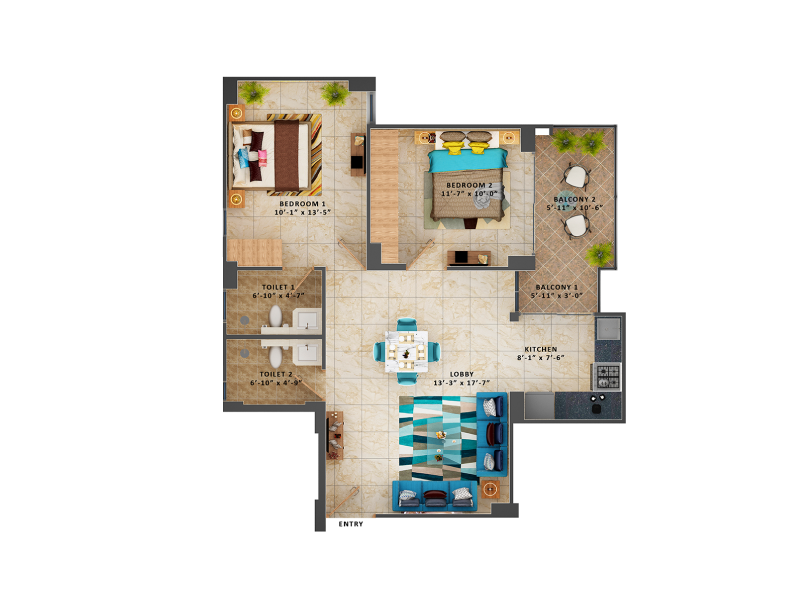 BEDROOM 1
10'-1" x 13'-5"
BEDROOM 2
11'-7" x 10'-0"
BALCONY 2
5'-11" x 10'-6"
TOILET 1
6'-10" x 4'-7"
BALCONY 1
5'-11" x 3'-0"
KITCHEN
8'-1" x 7'-6"
TOILET 2
6'-10" x 4'-9"
LOBBY
13'-3" x 17'-7"
ENTRY